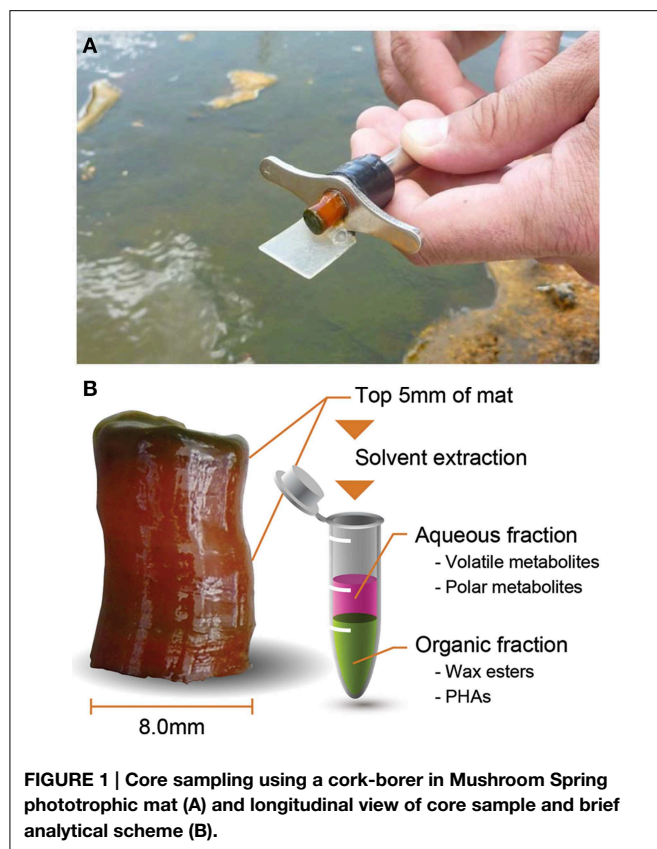 A
B
Top 5mm of mat
Solvent extraction
Aqueous fraction
- Volatile metabolites
- Polar metabolites
Organic fraction
- Wax esters
- PHAs
8.0mm
FIGURE 1 | Core sampling using a cork-borer in Mushroom Spring
phototrophic mat (A) and longitudinal view of core sample and brief
analytical scheme (B).